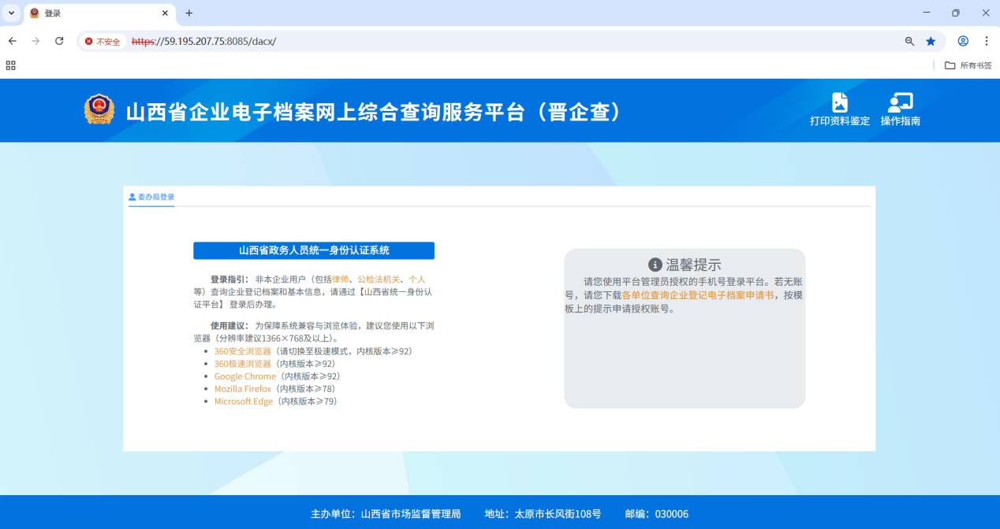 登录
不安全
https://59.195.207.75:8085/dacx/
所有书签
山西省企业电子档案网上综合查询服务平台（晋企查）
打印资料鉴定
操作指南
委办局登录
山西省政务人员统一身份认证系统
登录指引： 非本企业用户（包括律师、公检法机关、个人
等）查询企业登记档案和基本信息，请通过【山西省统一身份认
证平台】 登录后办理。
使用建议： 为保障系统兼容与浏览体验，建议您使用以下浏
览器（分辨率建议1366×768及以上）。
360安全浏览器（请切换至极速模式，内核版本≥92）
360极速浏览器（内核版本≥92）
Google Chrome（内核版本≥92）
Mozilla Firefox（内核版本≥78）
Microsoft Edge（内核版本≥79）
温馨提示
请您使用平台管理员授权的手机号登录平台。若无账
号，请您下载各单位查询企业登记电子档案申请书，按模
板上的提示申请授权账号。
主办单位：山西省市场监督管理局 地址：太原市长风街108号 邮编：030006